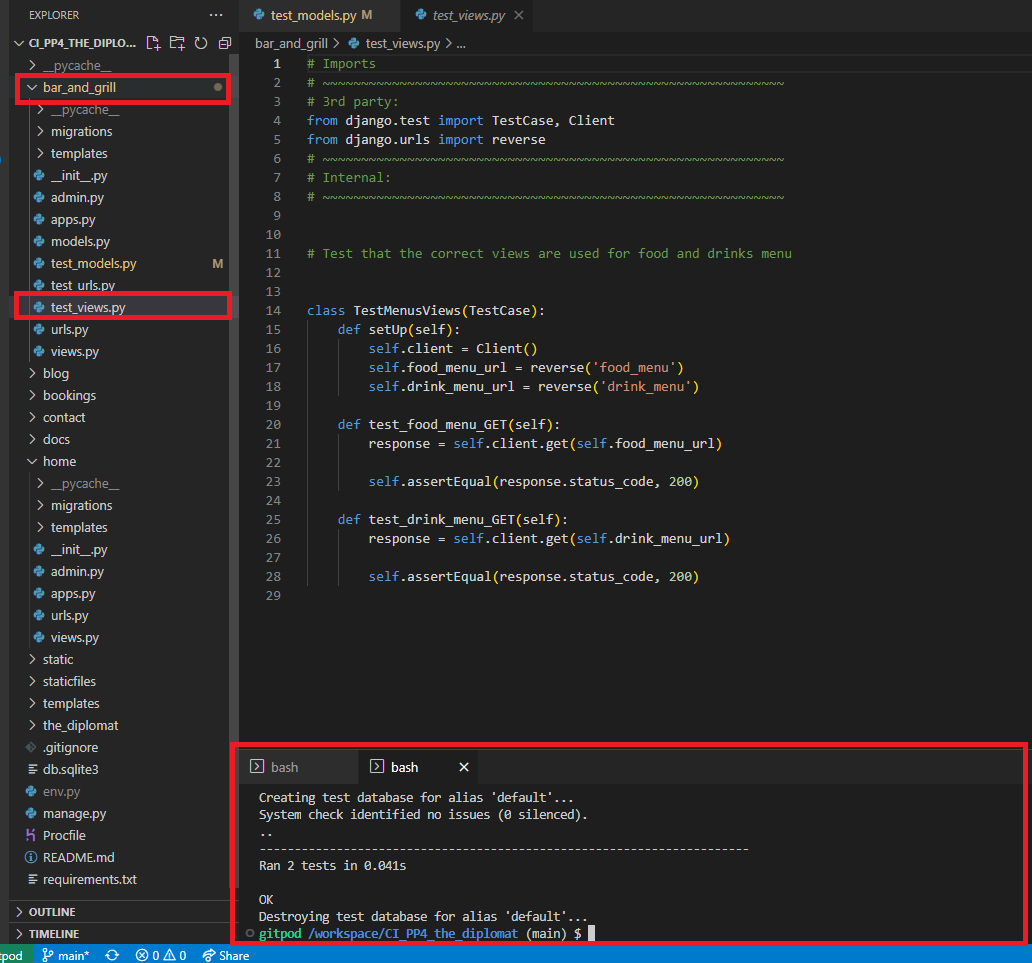 EXPLORER
CI_PP4_THE_DIPLO...
__pycache__
bar_and_grill
__pycache__
migrations
templates
__init__.py
admin.py
apps.py
models.py
test_models.py M
test_urls.py
test_views.py
urls.py
views.py
blog
bookings
contact
docs
home
__pycache__
migrations
templates
__init__.py
admin.py
apps.py
urls.py
views.py
static
staticfiles
templates
the_diplomat
.gitignore
db.sqlite3
env.py
manage.py
Procfile
README.md
requirements.txt
OUTLINE
TIMELINE
test_models.py M
test_views.py
bar_and_grill > test_views.py > ...
1 # Imports
2 # ~~~~~~~~~~~~~~~~~~~~~~~~~~~~~~~~~~~~~~~~~~~~~~~~~~~~~~~~~~~~
3 # 3rd party:
4 from django.test import TestCase, Client
5 from django.urls import reverse
6 # ~~~~~~~~~~~~~~~~~~~~~~~~~~~~~~~~~~~~~~~~~~~~~~~~~~~~~~~~~~~~
7 # Internal:
8 # ~~~~~~~~~~~~~~~~~~~~~~~~~~~~~~~~~~~~~~~~~~~~~~~~~~~~~~~~~~~~
9
10
11 # Test that the correct views are used for food and drinks menu
12
13
14 class TestMenusViews(TestCase):
15 def setUp(self):
16 self.client = Client()
17 self.food_menu_url = reverse('food_menu')
18 self.drink_menu_url = reverse('drink_menu')
19
20 def test_food_menu_GET(self):
21 response = self.client.get(self.food_menu_url)
22
23 self.assertEqual(response.status_code, 200)
24
25 def test_drink_menu_GET(self):
26 response = self.client.get(self.drink_menu_url)
27
28 self.assertEqual(response.status_code, 200)
29
bash
bash
Creating test database for alias 'default'...
System check identified no issues (0 silenced).
..
----------------------------------------------------------------------
Ran 2 tests in 0.041s
OK
Destroying test database for alias 'default'...
gitpod /workspace/CI_PP4_the_diplomat (main) $
tpod main* 0 0 Share